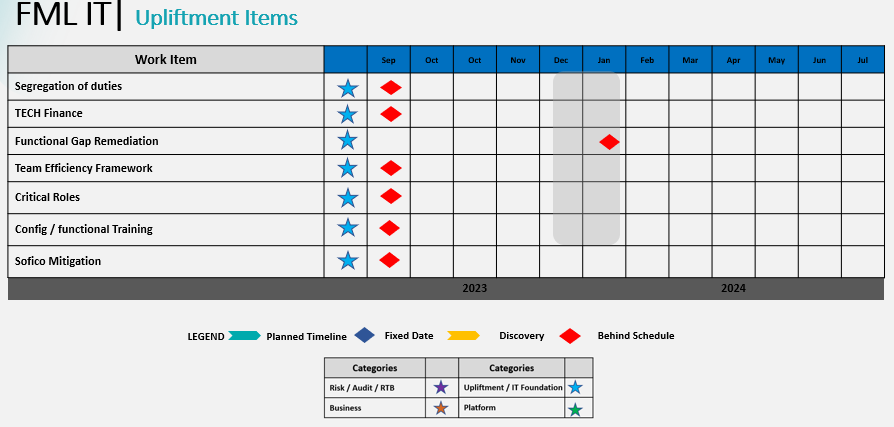 FML IT| Upliftment Items
Work Item Sep Oct Oct Nov Dec Jan Feb Mar Apr May Jun Jul
Segregation of duties
TECH Finance
Functional Gap Remediation
Team Efficiency Framework
Critical Roles
Config / functional Training
Sofico Mitigation
2023 2024
LEGEND Planned Timeline Fixed Date Discovery Behind Schedule
Categories Categories
Risk / Audit / RTB Upliftment / IT Foundation
Business Platform